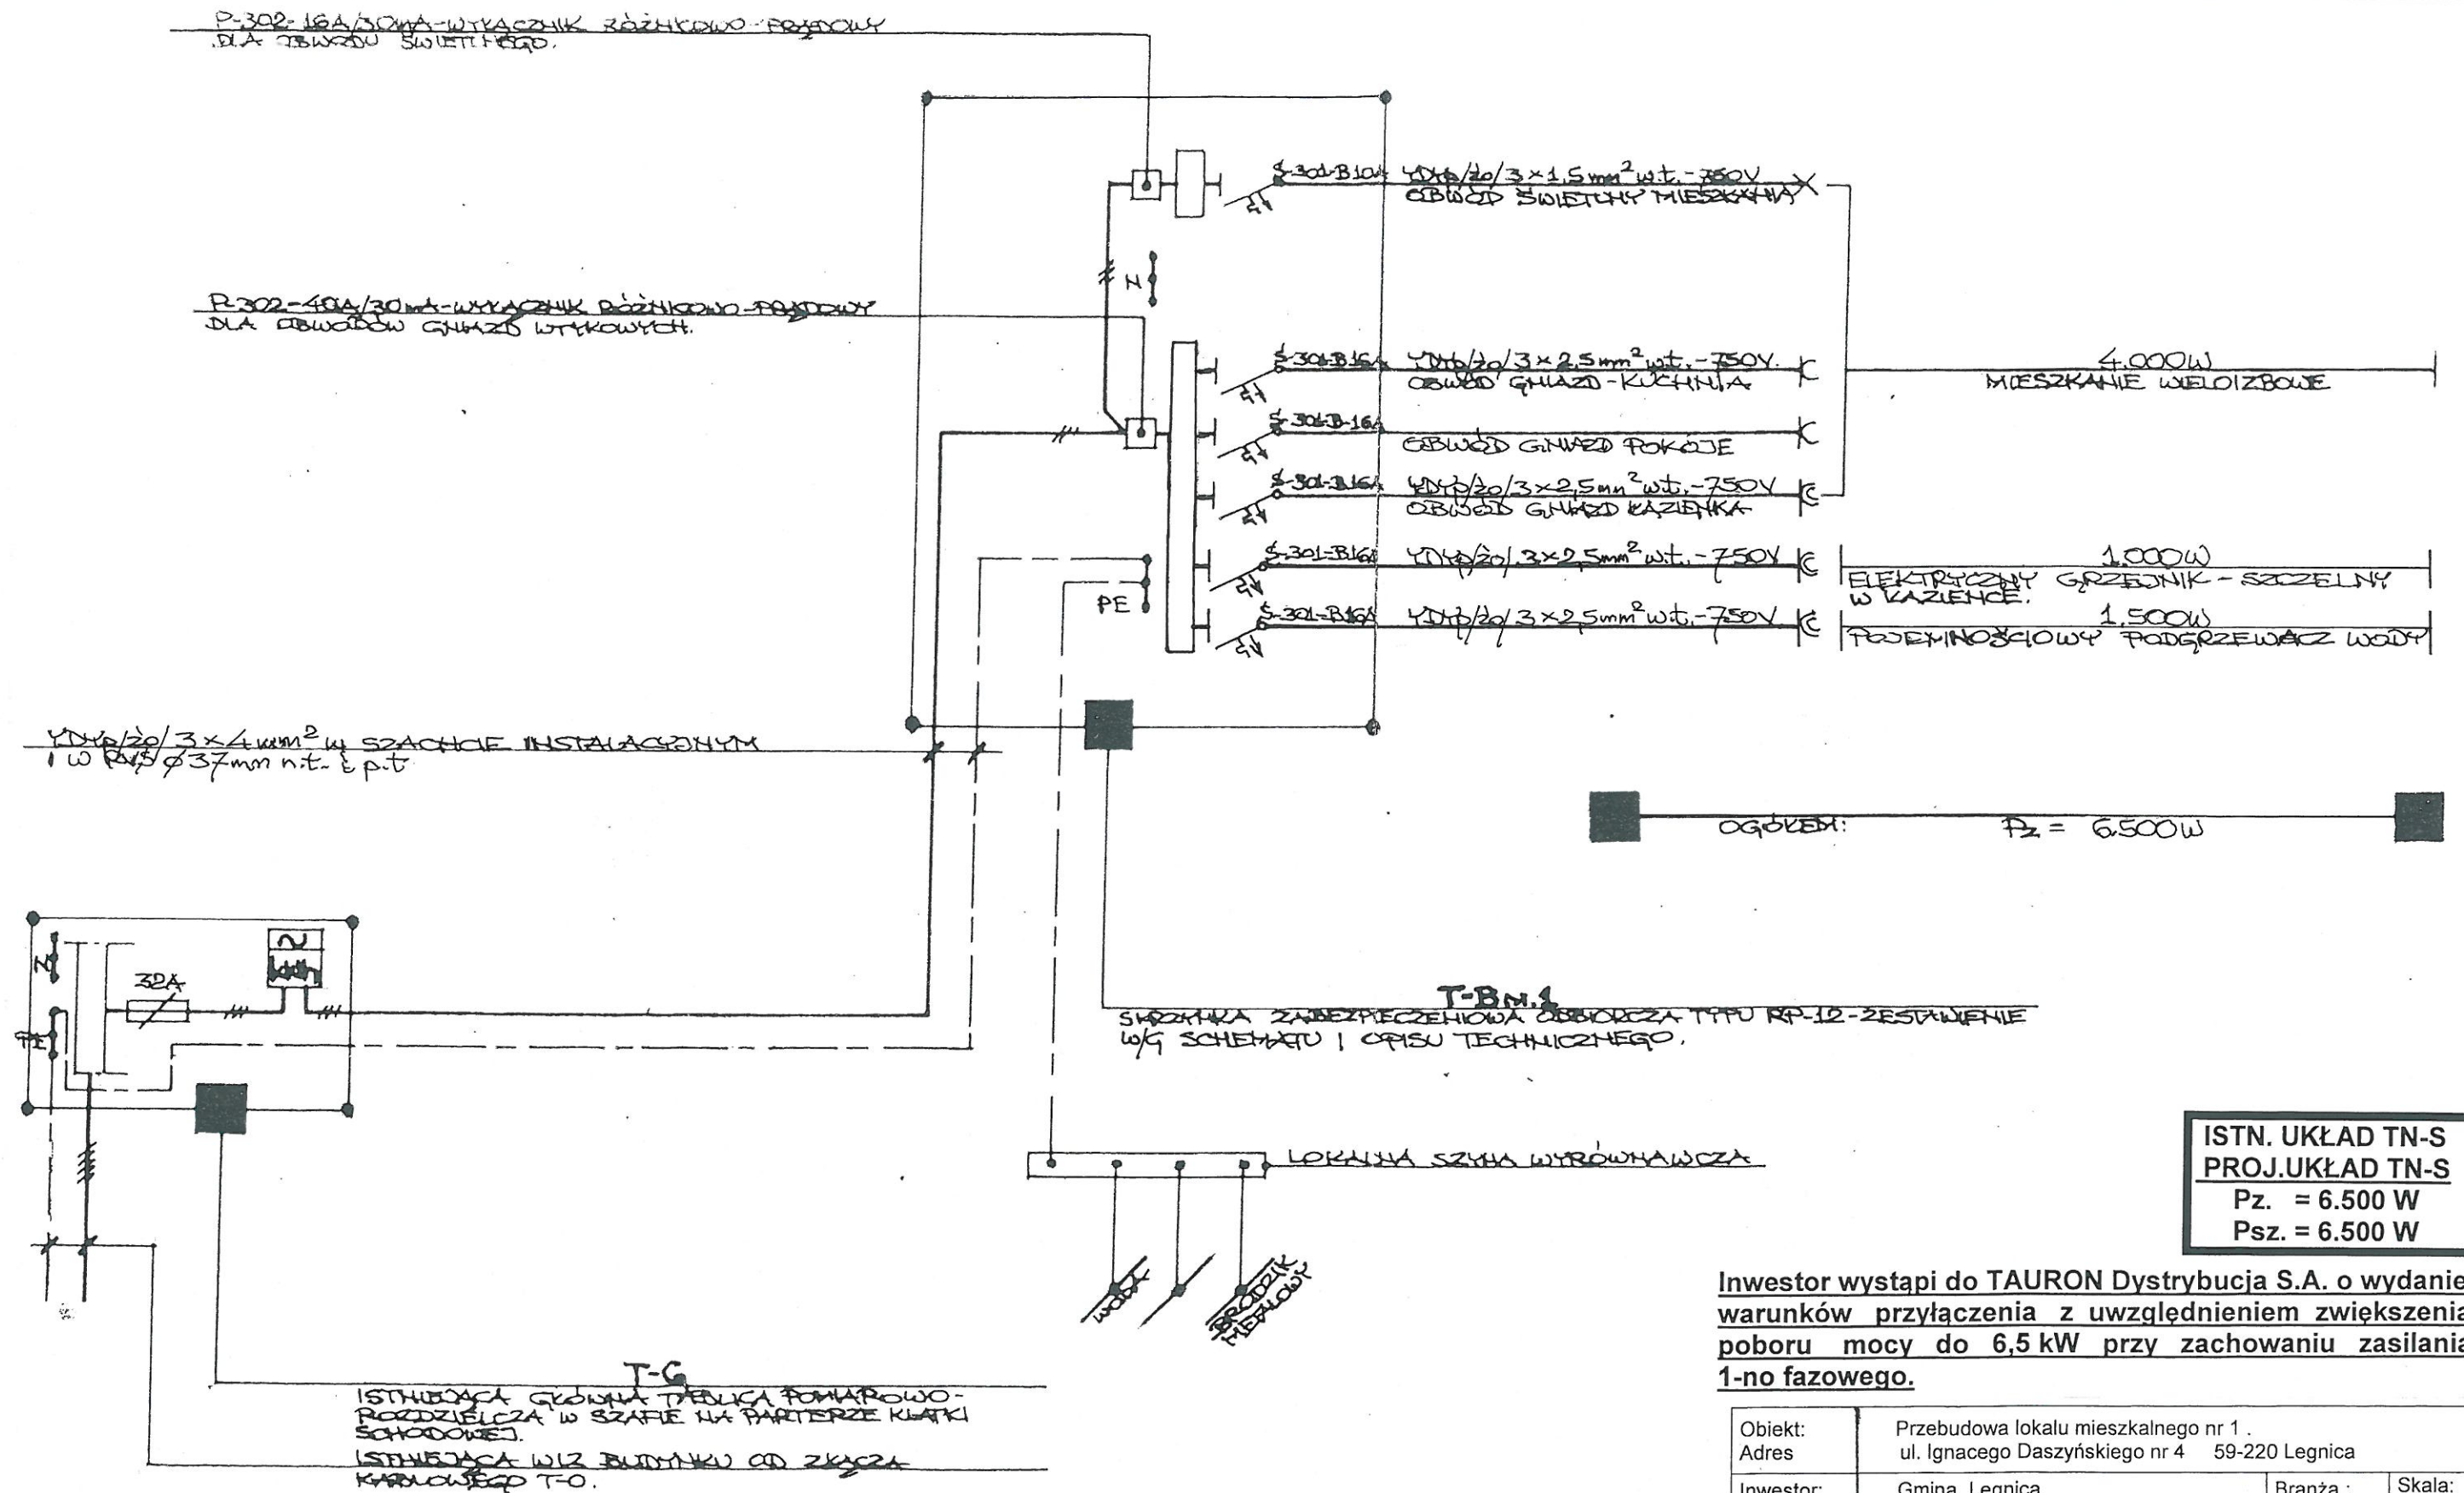 P-302-16A/30mA-WYŁĄCZNIK RÓŻNICOWO-PRĄDOWY
DLA OBWODU ŚWIETLNEGO.
S-301-B10A YDYp/żo/3×1,5mm² w.t.-750V
OBWÓD ŚWIETLNY MIESZKANIA
N
P-302-40A/30mA-WYŁĄCZNIK RÓŻNICOWO-PRĄDOWY
DLA OBWODÓW GNIAZD WTYKOWYCH.
S-301-B16A YDYp/żo/3×2,5mm² w.t.-750V.
OBWÓD GNIAZD-KUCHNIA
4.000W
MIESZKANIE WIELOIZBOWE
S-301-B-16A
OBWÓD GNIAZD POKÓJE
S-301-B16A YDYp/żo/3×2,5mm² w.t.-750V
OBWÓD GNIAZD ŁAZIENKA
S-301-B16A YDYp/żo/3×2,5mm² w.t.-750V
1.000W
ELEKTRYCZNY GRZEJNIK-SZCZELNY
W ŁAZIENCE.
PE
S-301-B16A YDYp/żo/3×2,5mm² w.t.-750V
1.500W
POJEMNOŚCIOWY PODGRZEWACZ WODY
YDYp/żo/3×4mm² W SZACHCIE INSTALACYJNYM
I W RVS Ø37mm n.t. i p.t
OGÓŁEM: Pz = 6.500W
N
32A
kWh
PE
T-BM.1
SKRZYNKA ZABEZPIECZENIOWA ODBIORCZA TYPU RP-12-ZESTAWIENIE
W/G SCHEMATU I OPISU TECHNICZNEGO.
LOKALNA SZYNA WYRÓWNAWCZA
WODA
BRODZIK
METALOWY
ISTN. UKŁAD TN-S
PROJ.UKŁAD TN-S
Pz. = 6.500 W
Psz. = 6.500 W
Inwestor wystąpi do TAURON Dystrybucja S.A. o wydanie
warunków przyłączenia z uwzględnieniem zwiększenia
poboru mocy do 6,5 kW przy zachowaniu zasilania
1-no fazowego.
T-G
ISTNIEJĄCA GŁÓWNA TABLICA POMIAROWO-
ROZDZIELCZA W SZAFIE NA PARTERZE KLATKI
SCHODOWEJ.
ISTNIEJĄCA WLZ BUDYNKU OD ZŁĄCZA
KABLOWEGO T-O.
Obiekt: Przebudowa lokalu mieszkalnego nr 1 .
Adres ul. Ignacego Daszyńskiego nr 4 59-220 Legnica
Inwestor: Gmina Legnica Branża : Skala: